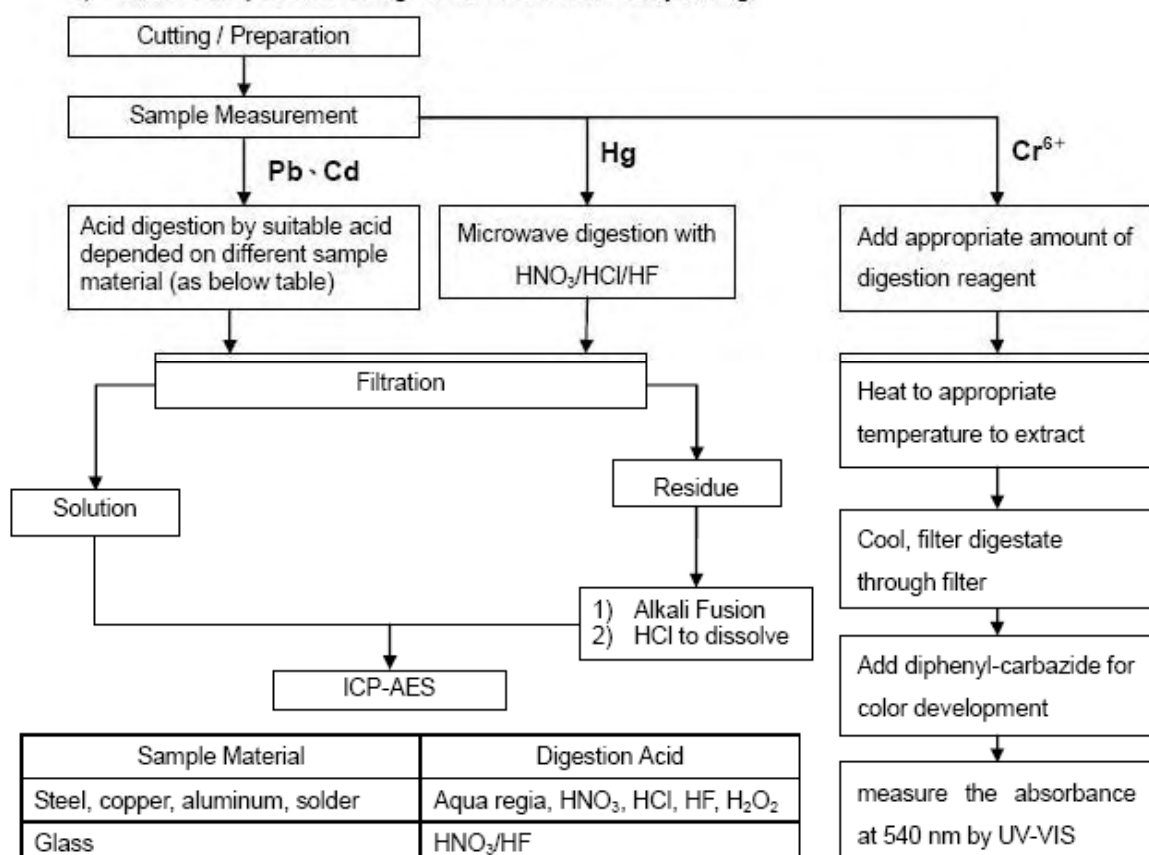 Cutting / Preparation
Sample Measurement
Pb、Cd
Hg
Cr⁶⁺
Acid digestion by suitable acid
depended on different sample
material (as below table)
Microwave digestion with
HNO₃/HCl/HF
Add appropriate amount of
digestion reagent
Filtration
Heat to appropriate
temperature to extract
Solution
Residue
Cool, filter digestate
through filter
1) Alkali Fusion
2) HCl to dissolve
ICP-AES
Add diphenyl-carbazide for
color development
measure the absorbance
at 540 nm by UV-VIS
Sample Material Digestion Acid
Steel, copper, aluminum, solder Aqua regia, HNO₃, HCl, HF, H₂O₂
Glass HNO₃/HF